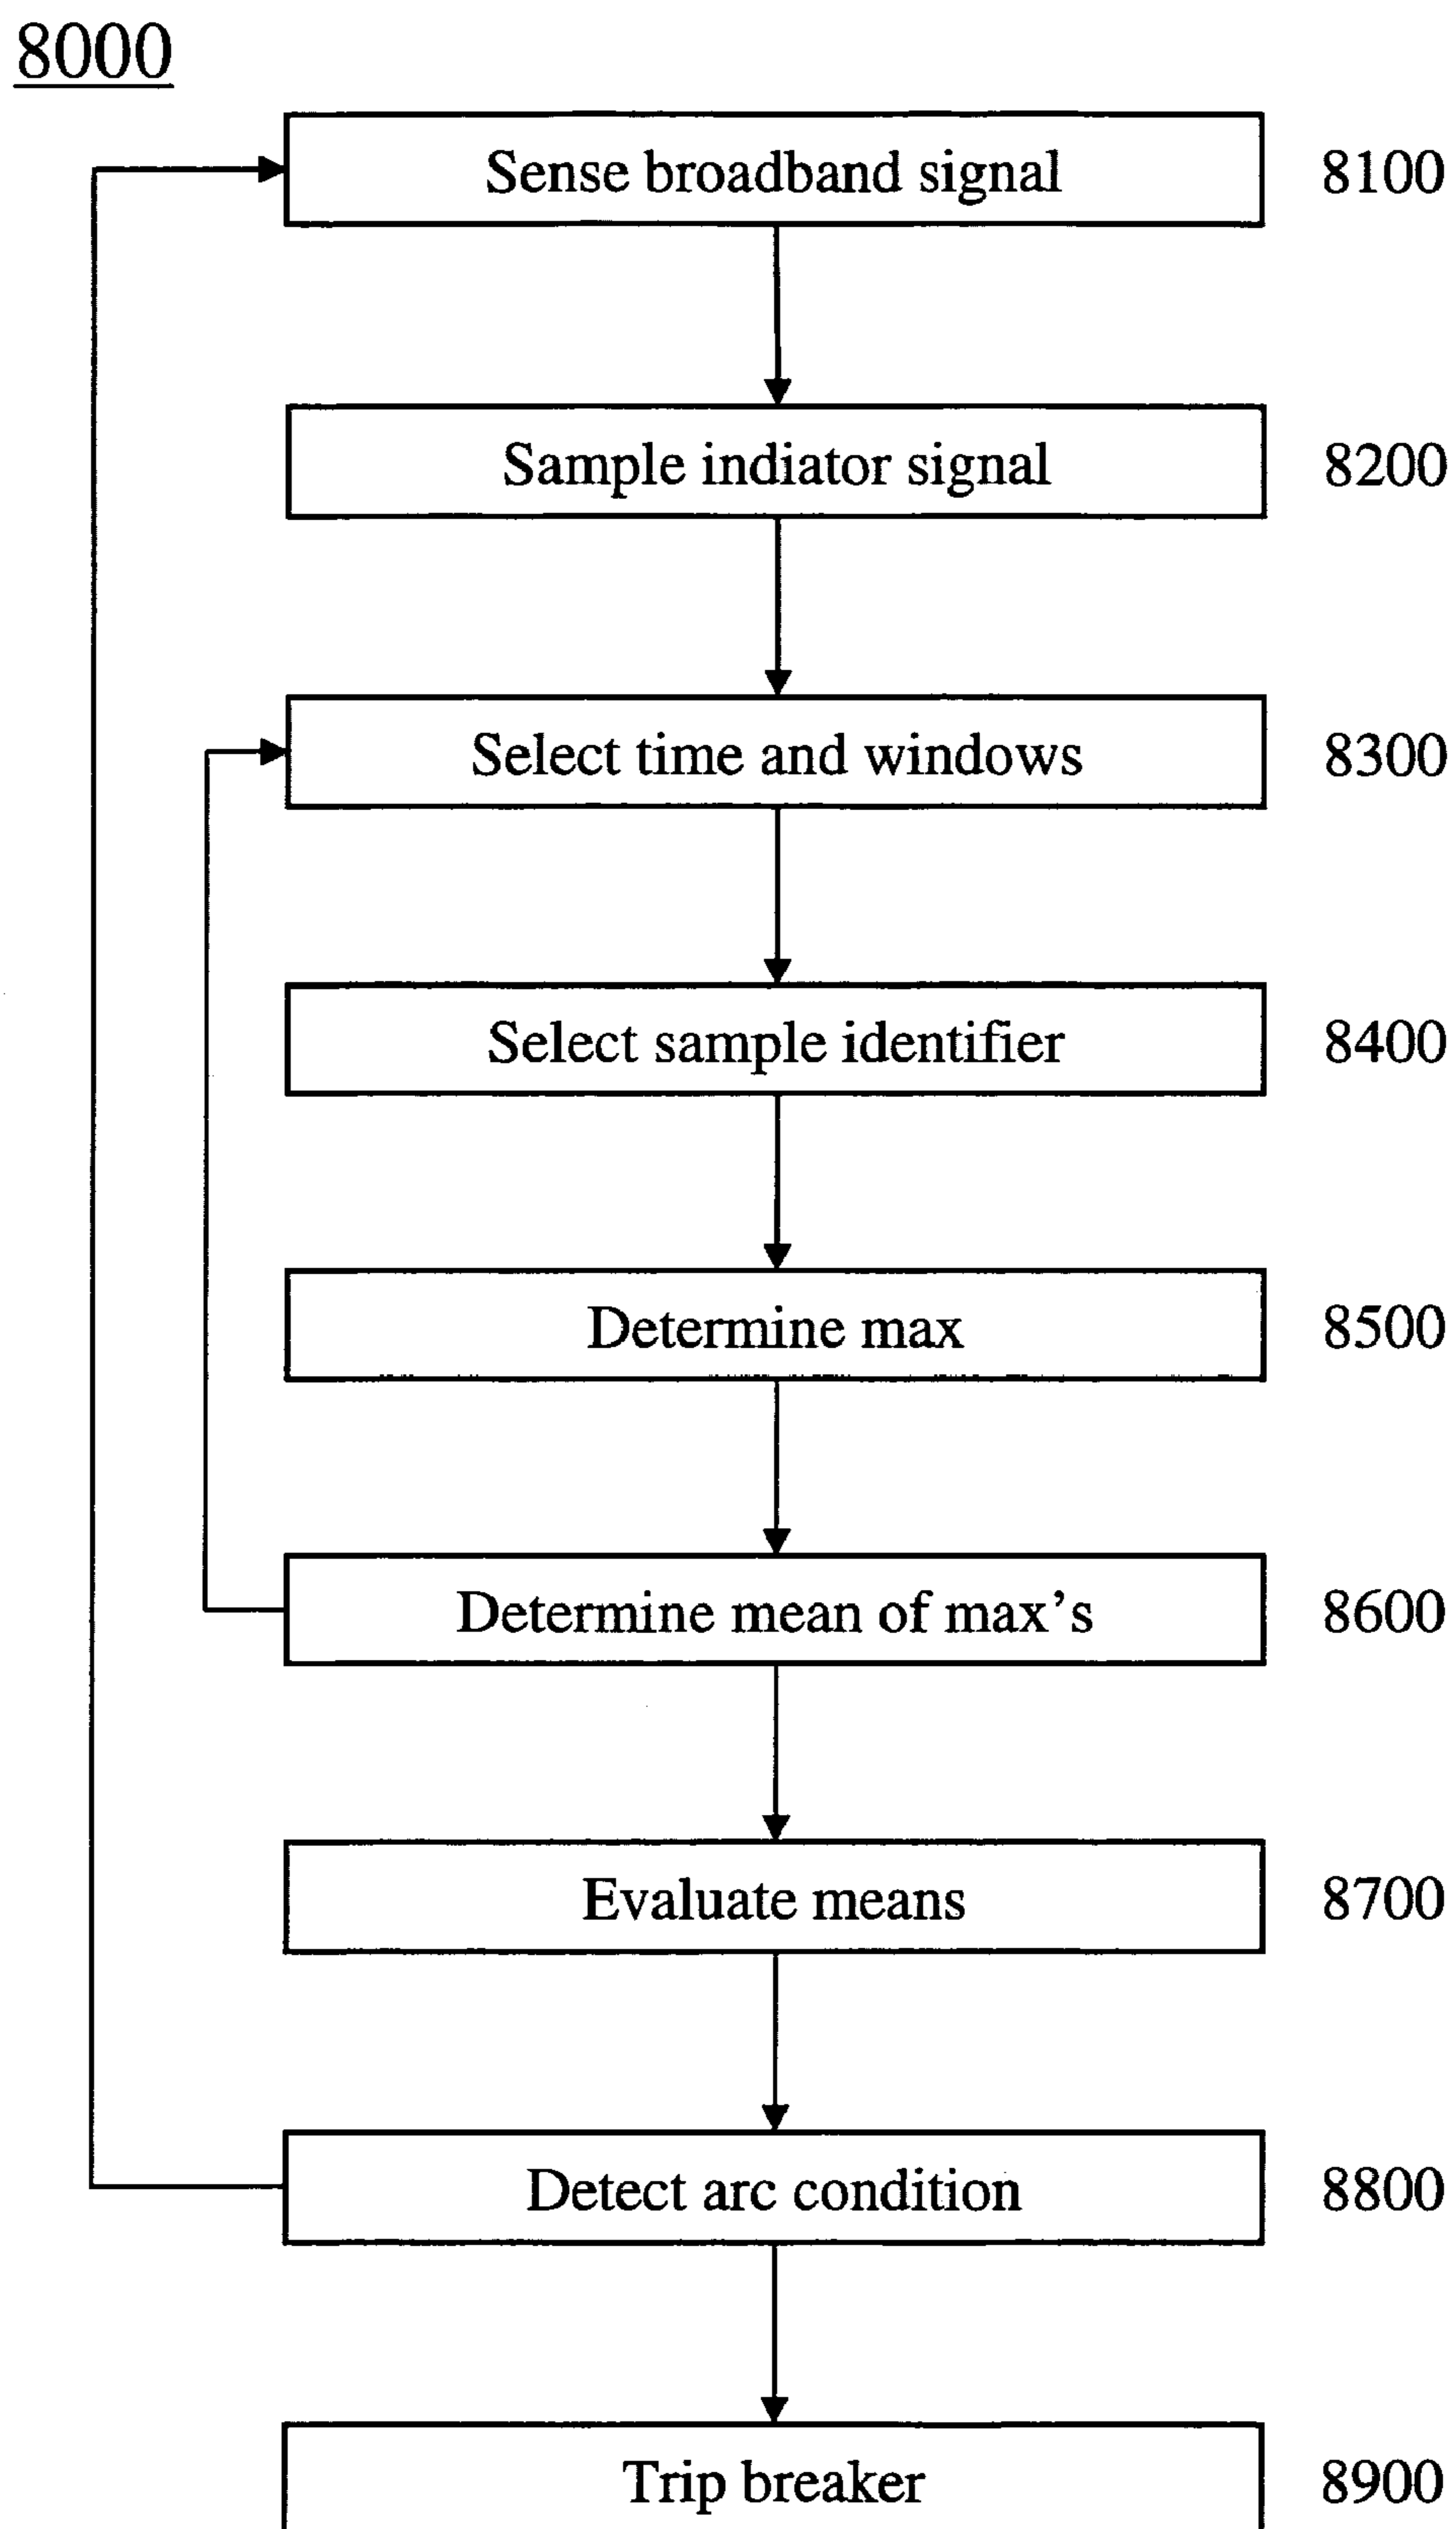 8000
Sense broadband signal 8100
Sample indiator signal 8200
Select time and windows 8300
Select sample identifier 8400
Determine max 8500
Determine mean of max’s 8600
Evaluate means 8700
Detect arc condition 8800
Trip breaker 8900